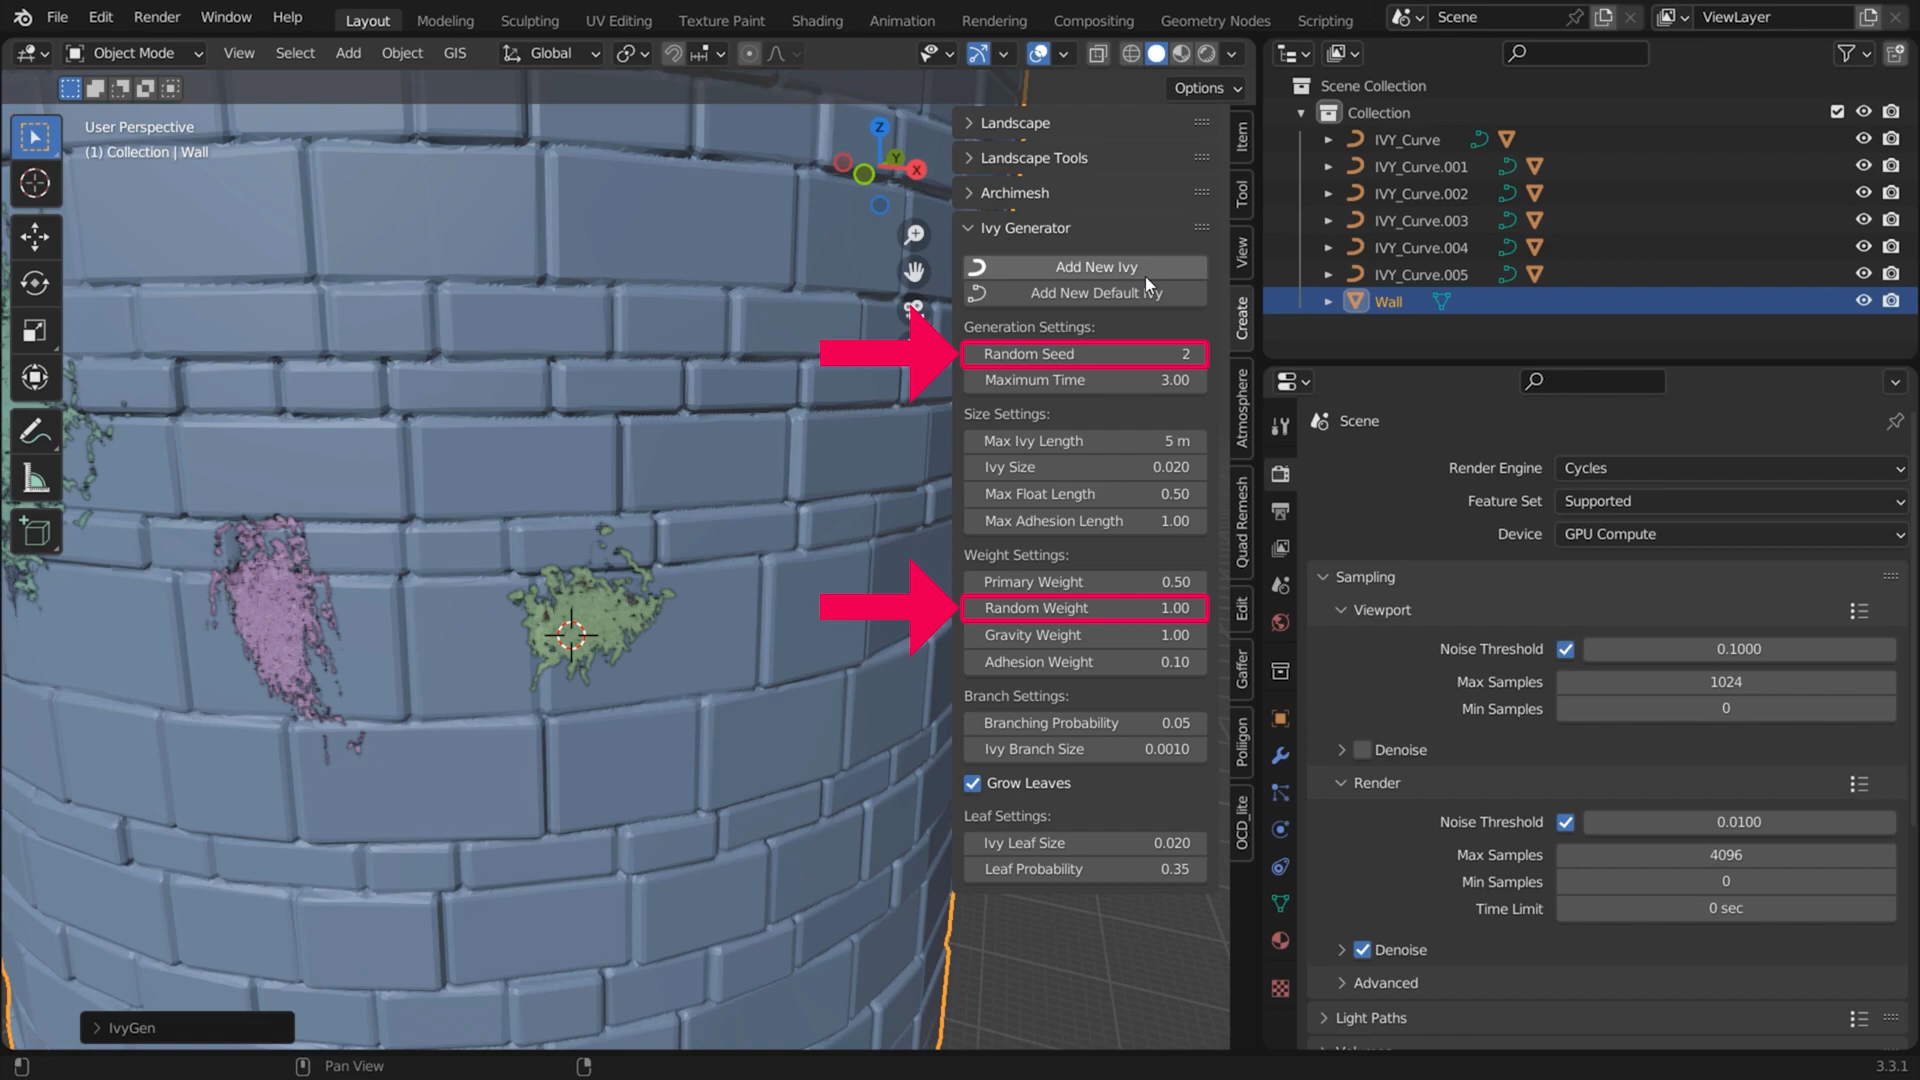 File Edit Render Window Help Layout Modeling Sculpting UV Editing Texture Paint Shading Animation Rendering Compositing Geometry Nodes Scripting Scene ViewLayer
Object Mode View Select Add Object GIS Global
Options
User Perspective
(1) Collection | Wall
Z
Y
X
Landscape
Landscape Tools
Archimesh
Ivy Generator
Add New Ivy
Add New Default Ivy
Generation Settings:
Random Seed 2
Maximum Time 3.00
Size Settings:
Max Ivy Length 5 m
Ivy Size 0.020
Max Float Length 0.50
Max Adhesion Length 1.00
Weight Settings:
Primary Weight 0.50
Random Weight 1.00
Gravity Weight 1.00
Adhesion Weight 0.10
Branch Settings:
Branching Probability 0.05
Ivy Branch Size 0.0010
Grow Leaves
Leaf Settings:
Ivy Leaf Size 0.020
Leaf Probability 0.35
Item
Tool
View
Create
Atmosphere
Quad Remesh
Edit
Gaffer
Poliigon
OCD_lite
Scene Collection
Collection
IVY_Curve
IVY_Curve.001
IVY_Curve.002
IVY_Curve.003
IVY_Curve.004
IVY_Curve.005
Wall
Scene
Render Engine Cycles
Feature Set Supported
Device GPU Compute
Sampling
Viewport
Noise Threshold 0.1000
Max Samples 1024
Min Samples 0
Denoise
Render
Noise Threshold 0.0100
Max Samples 4096
Min Samples 0
Time Limit 0 sec
Denoise
Advanced
Light Paths
IvyGen
Pan View
3.3.1